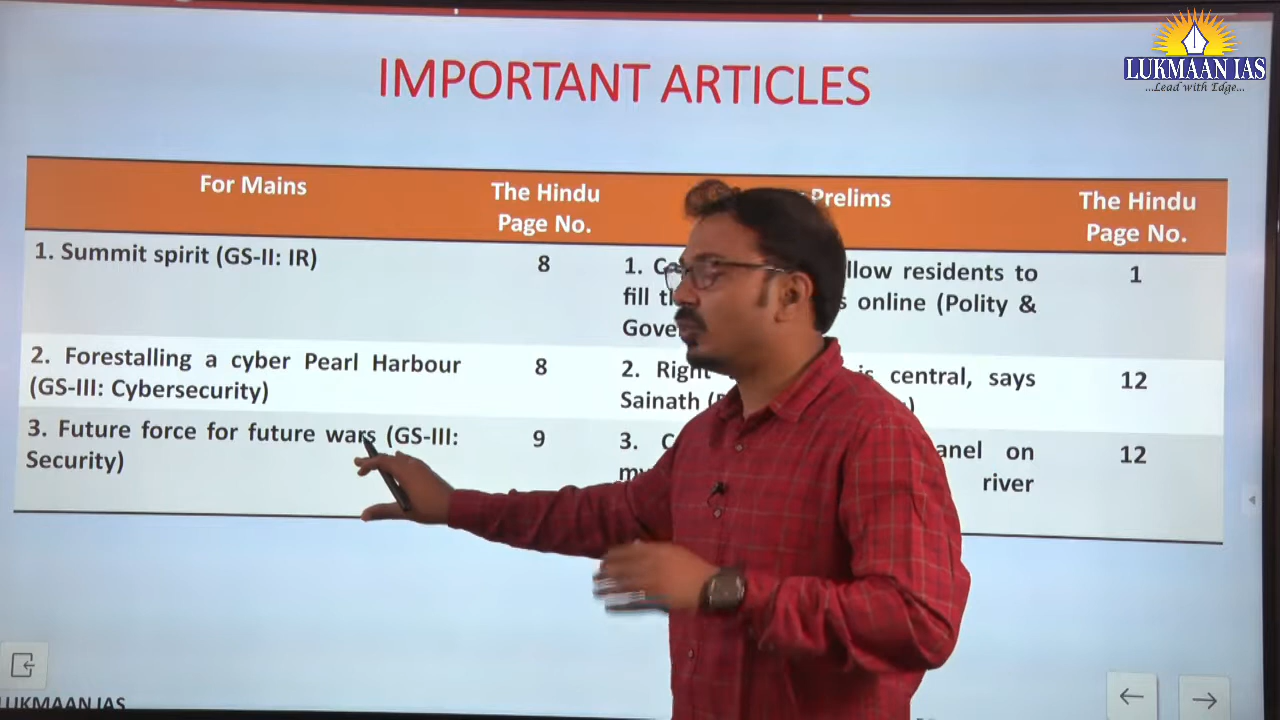 LUKMAAN IAS
...Lead with Edge...
IMPORTANT ARTICLES
For Mains
The Hindu
Page No.
Prelims
The Hindu
Page No.
1. Summit spirit (GS-II: IR)
8
1.
llow residents to
fill
online (Polity &
1
2. Forestalling a cyber Pearl Harbour
(GS-III: Cybersecurity)
8
2. Right
is central, says
Sainath
12
3. Future force for future wars (GS-III:
Security)
9
3.
anel on
river
12
LUKMAAN IAS